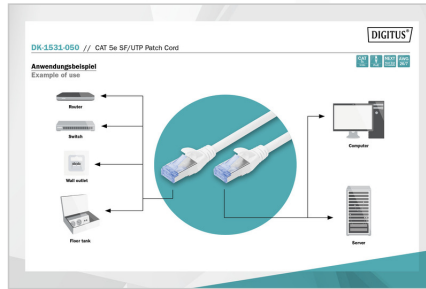 DIGITUS®
DK-1531-050 // CAT 5e SF/UTP Patch Cord
Anwendungsbeispiel
Example of use
Router
Switch
Wall outlet
Floor tank
Computer
Server